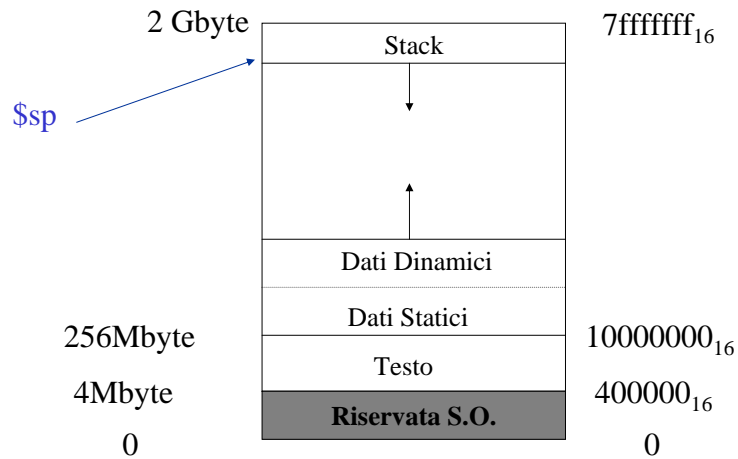 2 Gbyte Stack 7fffffff₁₆
$sp
Dati Dinamici
Dati Statici
256Mbyte 10000000₁₆
Testo
4Mbyte 400000₁₆
Riservata S.O.
0 0